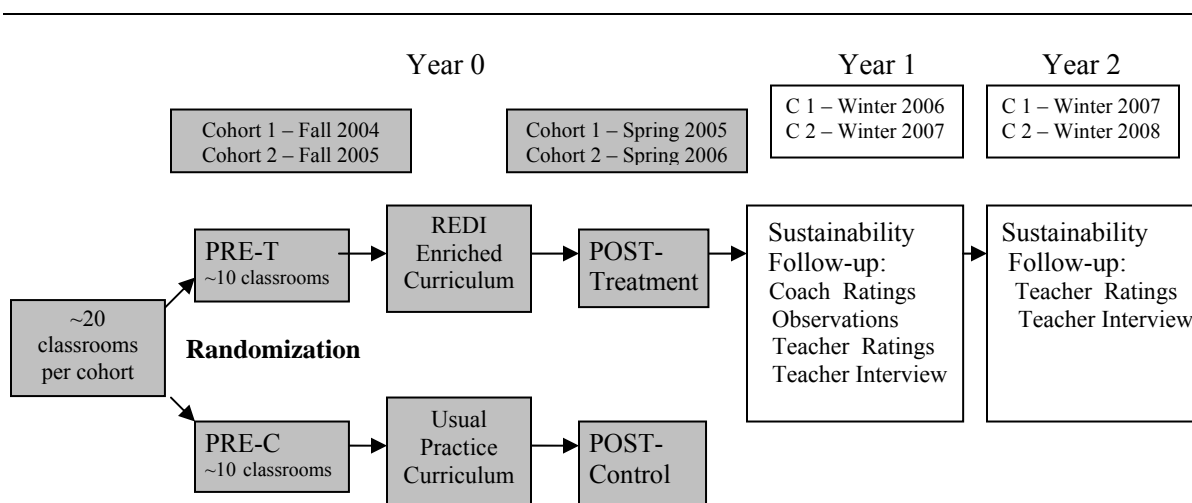 Year 0
Year 1
Year 2
Cohort 1 – Fall 2004
Cohort 2 – Fall 2005
Cohort 1 – Spring 2005
Cohort 2 – Spring 2006
C 1 – Winter 2006
C 2 – Winter 2007
C 1 – Winter 2007
C 2 – Winter 2008
~20
classrooms
per cohort
Randomization
PRE-T
~10 classrooms
REDI
Enriched
Curriculum
POST-
Treatment
Sustainability
Follow-up:
Coach Ratings
Observations
Teacher Ratings
Teacher Interview
Sustainability
Follow-up:
Teacher Ratings
Teacher Interview
PRE-C
~10 classrooms
Usual
Practice
Curriculum
POST-
Control